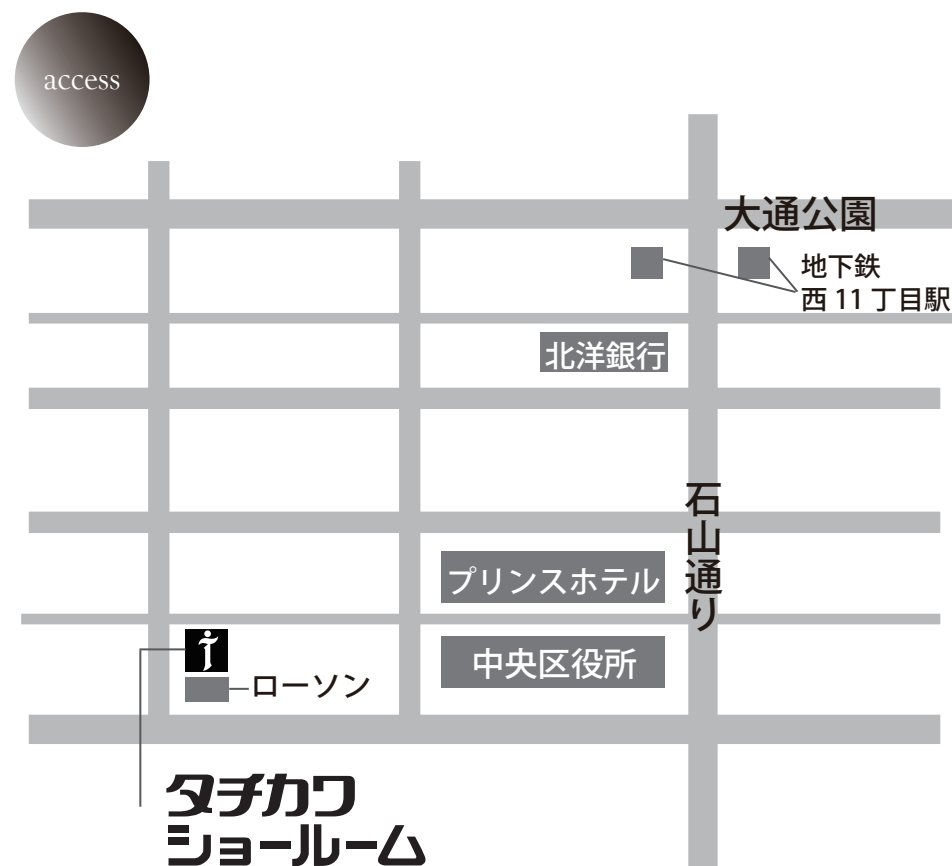 access
大通公園
地下鉄
西 11 丁目駅
北洋銀行
石山通り
プリンスホテル
中央区役所
ローソン
タチカワ
ショールーム